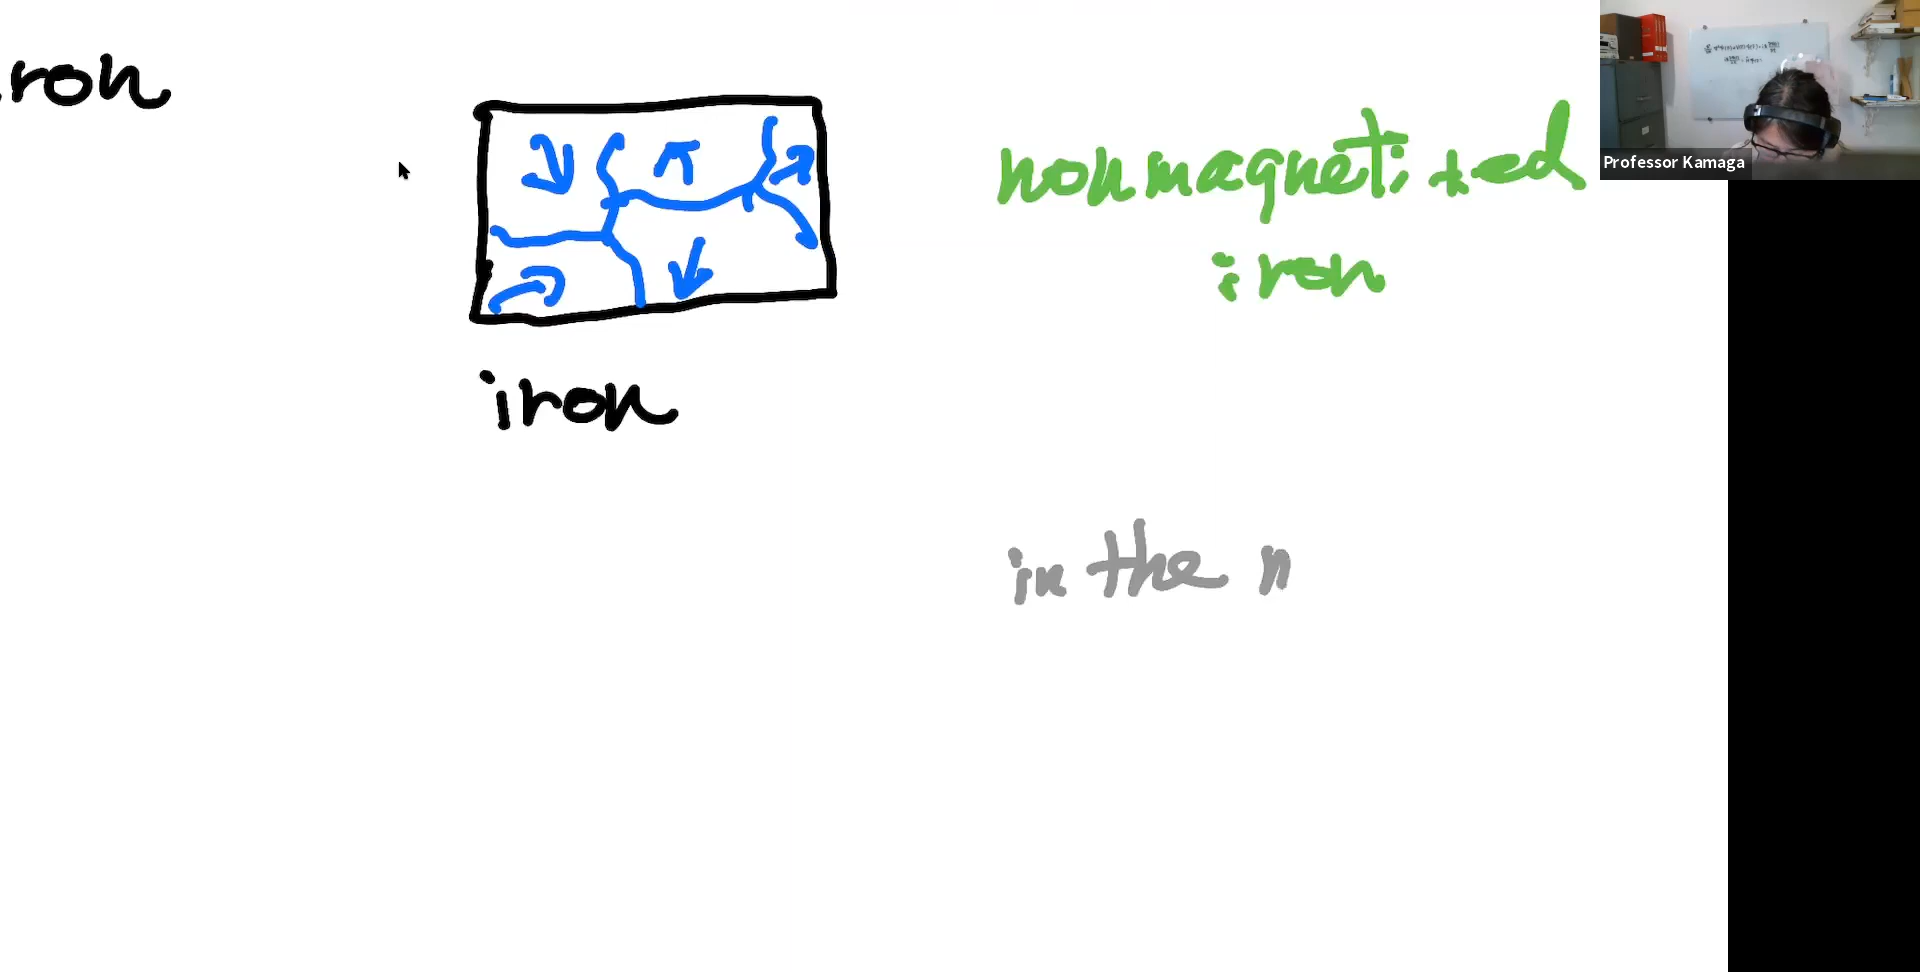 ron
nonmagnetized
iron
iron
in the n
Professor Kamaga